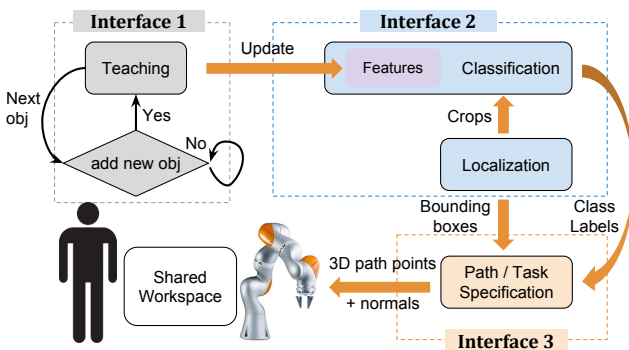 Interface 1
Interface 2
Teaching
Update
Features
Classification
Next
obj
Yes
Crops
No
add new obj
Localization
Bounding
boxes
Class
Labels
Shared
Workspace
3D path points
+ normals
Path / Task
Specification
Interface 3